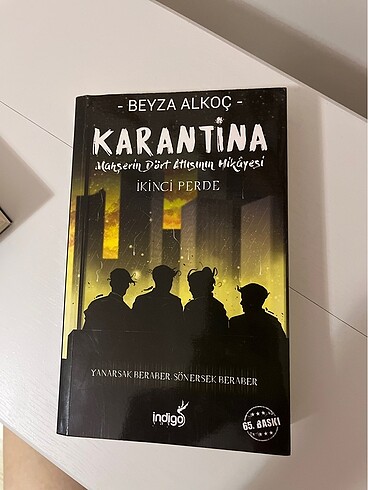 - BEYZA ALKOÇ -
KARANTİNA
Mahşerin Dört Atlısının Hikâyesi
İKİNCİ PERDE
YANARSAK BERABER, SÖNERSEK BERABER
indigo
65. BASKI